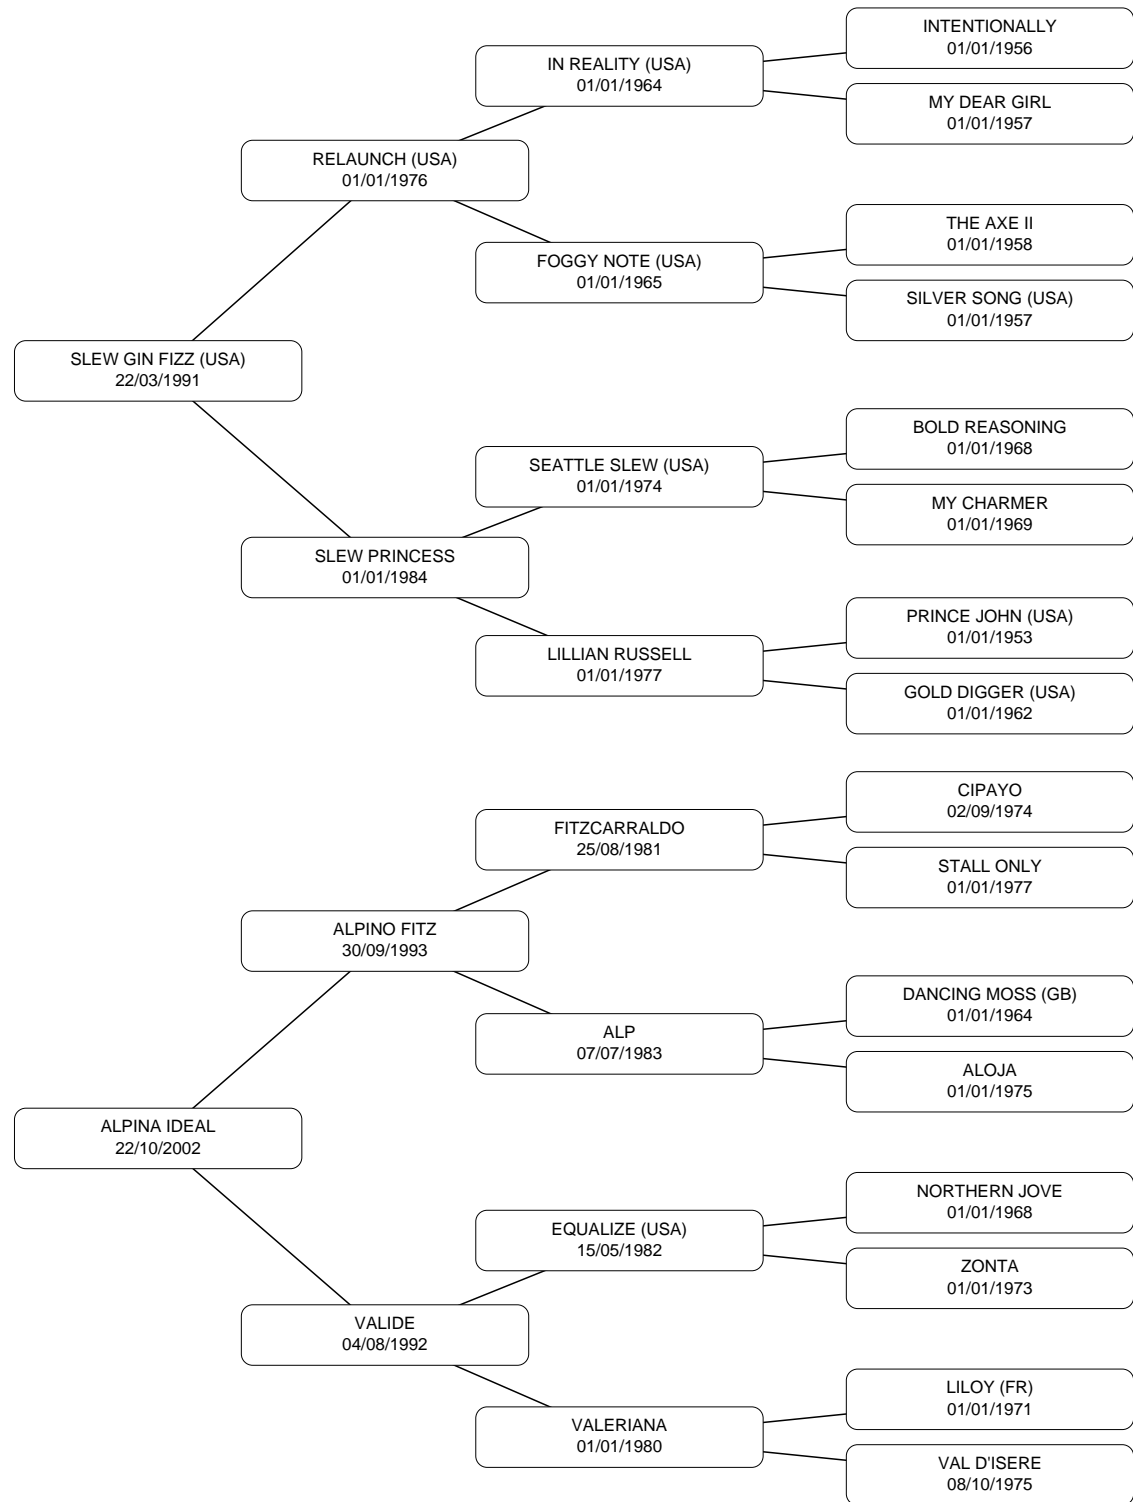 INTENTIONALLY
01/01/1956
IN REALITY (USA)
01/01/1964
MY DEAR GIRL
01/01/1957
RELAUNCH (USA)
01/01/1976
THE AXE II
01/01/1958
FOGGY NOTE (USA)
01/01/1965
SILVER SONG (USA)
01/01/1957
SLEW GIN FIZZ (USA)
22/03/1991
BOLD REASONING
01/01/1968
SEATTLE SLEW (USA)
01/01/1974
MY CHARMER
01/01/1969
SLEW PRINCESS
01/01/1984
PRINCE JOHN (USA)
01/01/1953
LILLIAN RUSSELL
01/01/1977
GOLD DIGGER (USA)
01/01/1962
CIPAYO
02/09/1974
FITZCARRALDO
25/08/1981
STALL ONLY
01/01/1977
ALPINO FITZ
30/09/1993
DANCING MOSS (GB)
01/01/1964
ALP
07/07/1983
ALOJA
01/01/1975
ALPINA IDEAL
22/10/2002
NORTHERN JOVE
01/01/1968
EQUALIZE (USA)
15/05/1982
ZONTA
01/01/1973
VALIDE
04/08/1992
LILOY (FR)
01/01/1971
VALERIANA
01/01/1980
VAL D'ISERE
08/10/1975